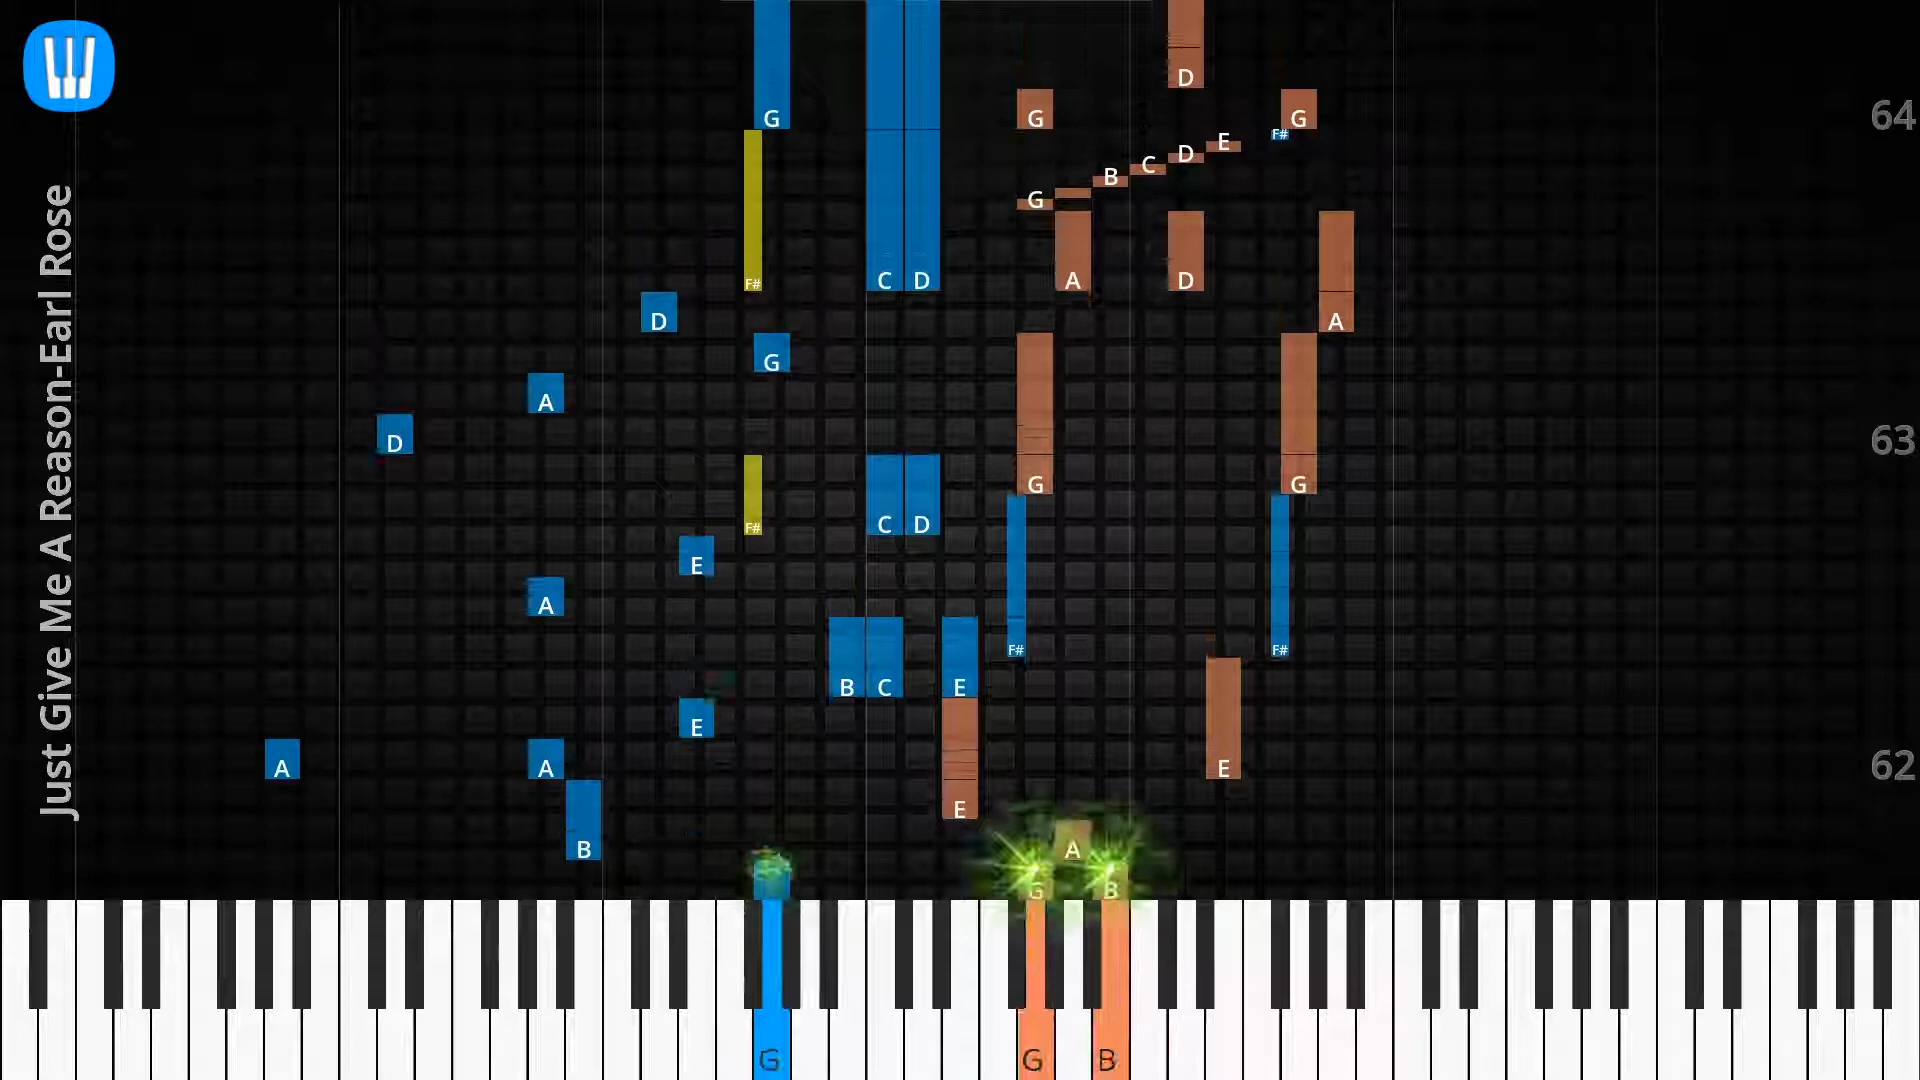 Just Give Me A Reason-Earl Rose
D
G G G 64
F#
E
D
C
B
G
F# C D A D
D A
G
A
D 63
G G
F# C D
E
A
F# F#
B C E
E
A A E 62
E
B A
G B
G G B